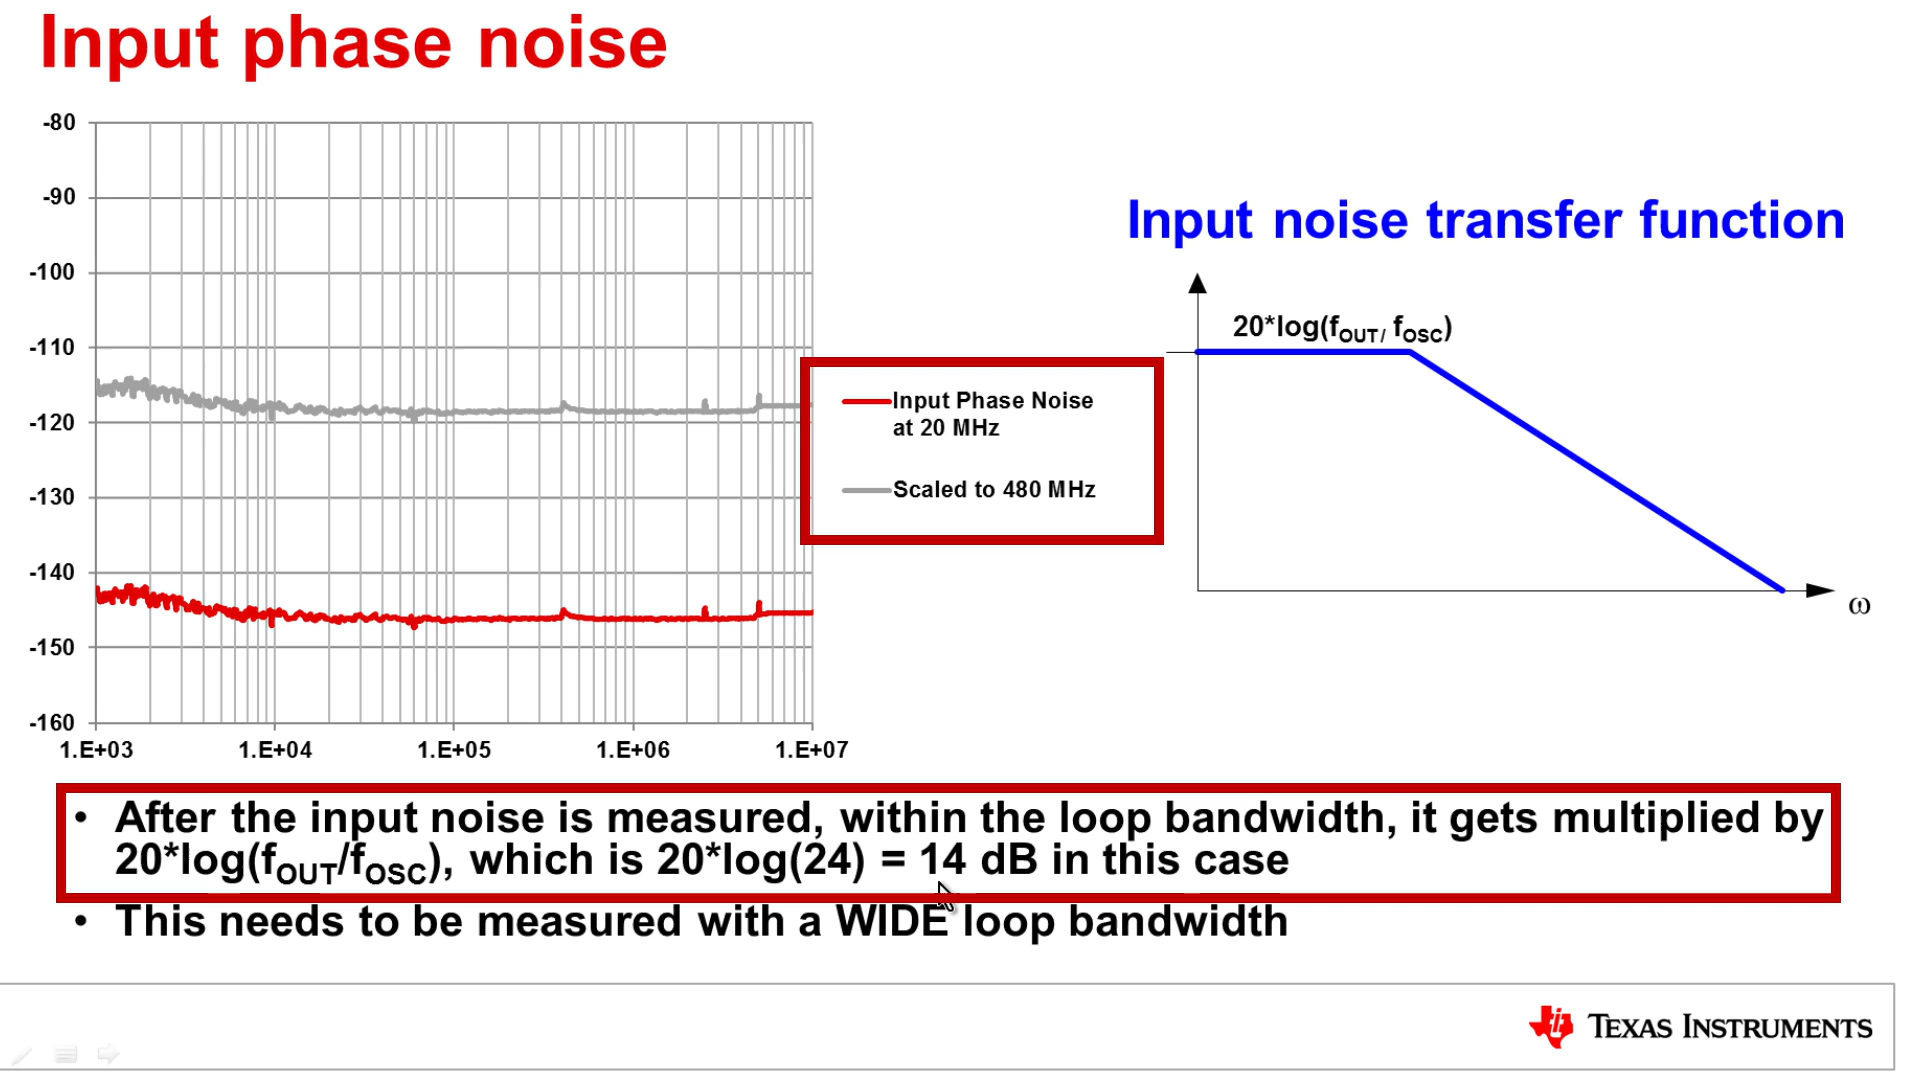 Input phase noise
-80
-90
-100
-110
-120
-130
-140
-150
-160
1.E+03 1.E+04 1.E+05 1.E+06 1.E+07
Input Phase Noise
at 20 MHz
Scaled to 480 MHz
Input noise transfer function
20*log(fOUT/ fOSC)
ω
• After the input noise is measured, within the loop bandwidth, it gets multiplied by
20*log(fOUT/fOSC), which is 20*log(24) = 14 dB in this case
• This needs to be measured with a WIDE loop bandwidth
TEXAS INSTRUMENTS